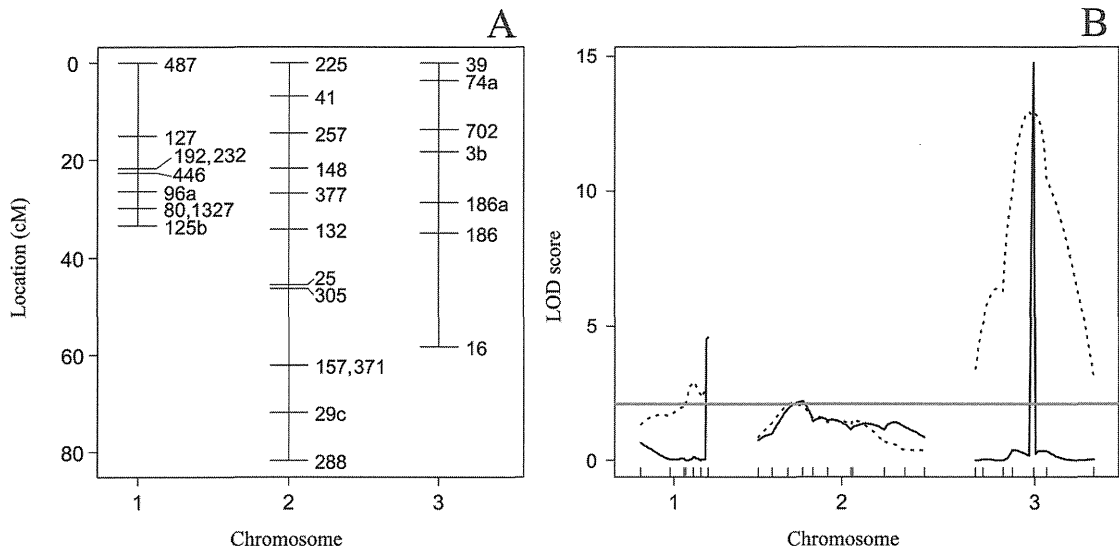 A
Location (cM)
0
20
40
60
80
487
127
192,232
446
96a
80,1327
125b
225
41
257
148
377
132
25
305
157,371
29c
288
39
74a
702
3b
186a
186
16
1
2
3
Chromosome
B
LOD score
15
10
5
0
1
2
3
Chromosome